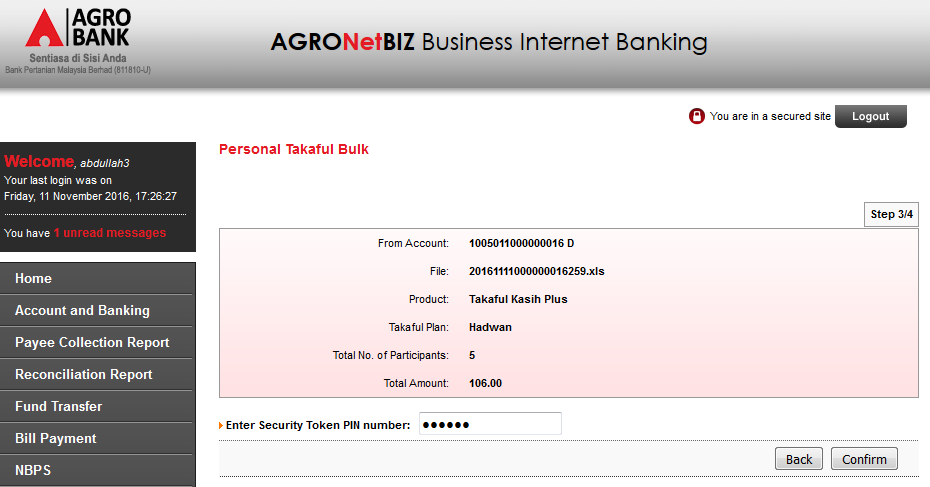 AGRO
BANK
Sentiasa di Sisi Anda
Bank Pertanian Malaysia Berhad (811810-U)
AGRONetBIZ Business Internet Banking
You are in a secured site
Logout
Welcome, abdullah3
Your last login was on
Friday, 11 November 2016, 17:26:27
You have 1 unread messages
Home
Account and Banking
Payee Collection Report
Reconciliation Report
Fund Transfer
Bill Payment
NBPS
Personal Takaful Bulk
Step 3/4
From Account: 1005011000000016 D
File: 20161111000000016259.xls
Product: Takaful Kasih Plus
Takaful Plan: Hadwan
Total No. of Participants: 5
Total Amount: 106.00
Enter Security Token PIN number: ●●●●●●
Back Confirm